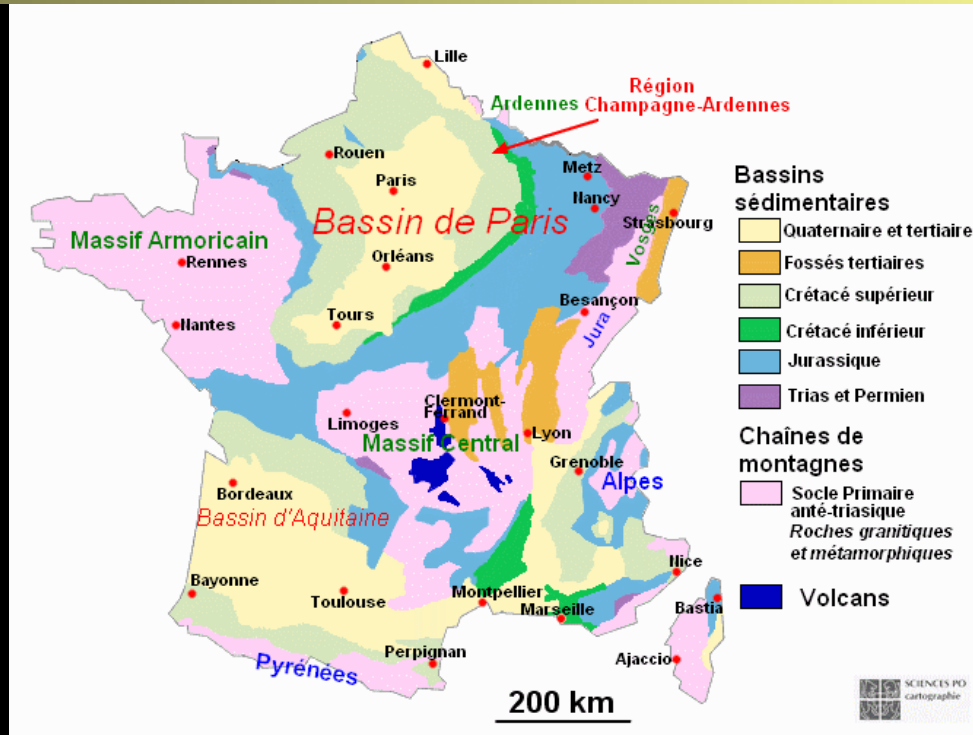 Lille
Région
Ardennes Champagne-Ardennes
Rouen
Metz
Paris
Nancy
Bassin de Paris
Strasbourg
Vosges
Massif Armoricain
Rennes
Orléans
Besançon
Nantes
Tours
Jura
Clermont-
Ferrand
Limoges
Massif Central
Lyon
Grenoble
Alpes
Bordeaux
Bassin d'Aquitaine
Nice
Bayonne
Toulouse
Montpellier
Marseille
Bastia
Perpignan
Ajaccio
Pyrénées
200 km
Bassins
sédimentaires
Quaternaire et tertiaire
Fossés tertiaires
Crétacé supérieur
Crétacé inférieur
Jurassique
Trias et Permien
Chaînes de
montagnes
Socle Primaire
anté-triasique
Roches granitiques
et métamorphiques
Volcans
SCIENCES PO
cartographie